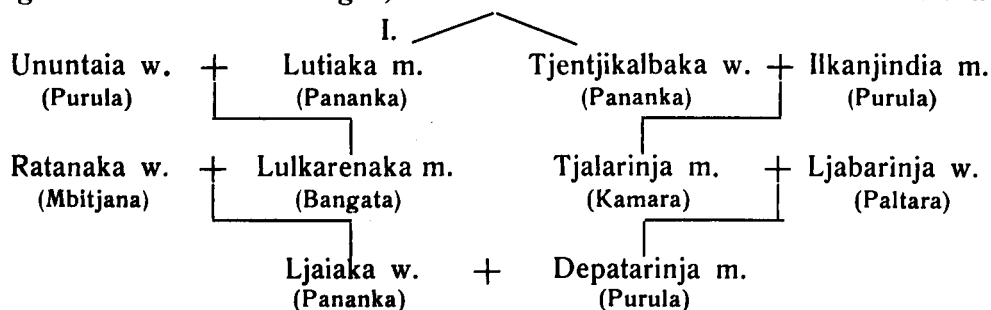 I.
Ununtaia w. + Lutiaka m. Tjentjikalbaka w. + Ilkanjindia m.
(Purula) (Pananka) (Pananka) (Purula)
Ratanaka w. + Lulkarenaka m. Tjalarinja m. + Ljabarinja w.
(Mbitjana) (Bangata) (Kamara) (Paltara)
Ljaiaka w. + Depatarinja m.
(Pananka) (Purula)